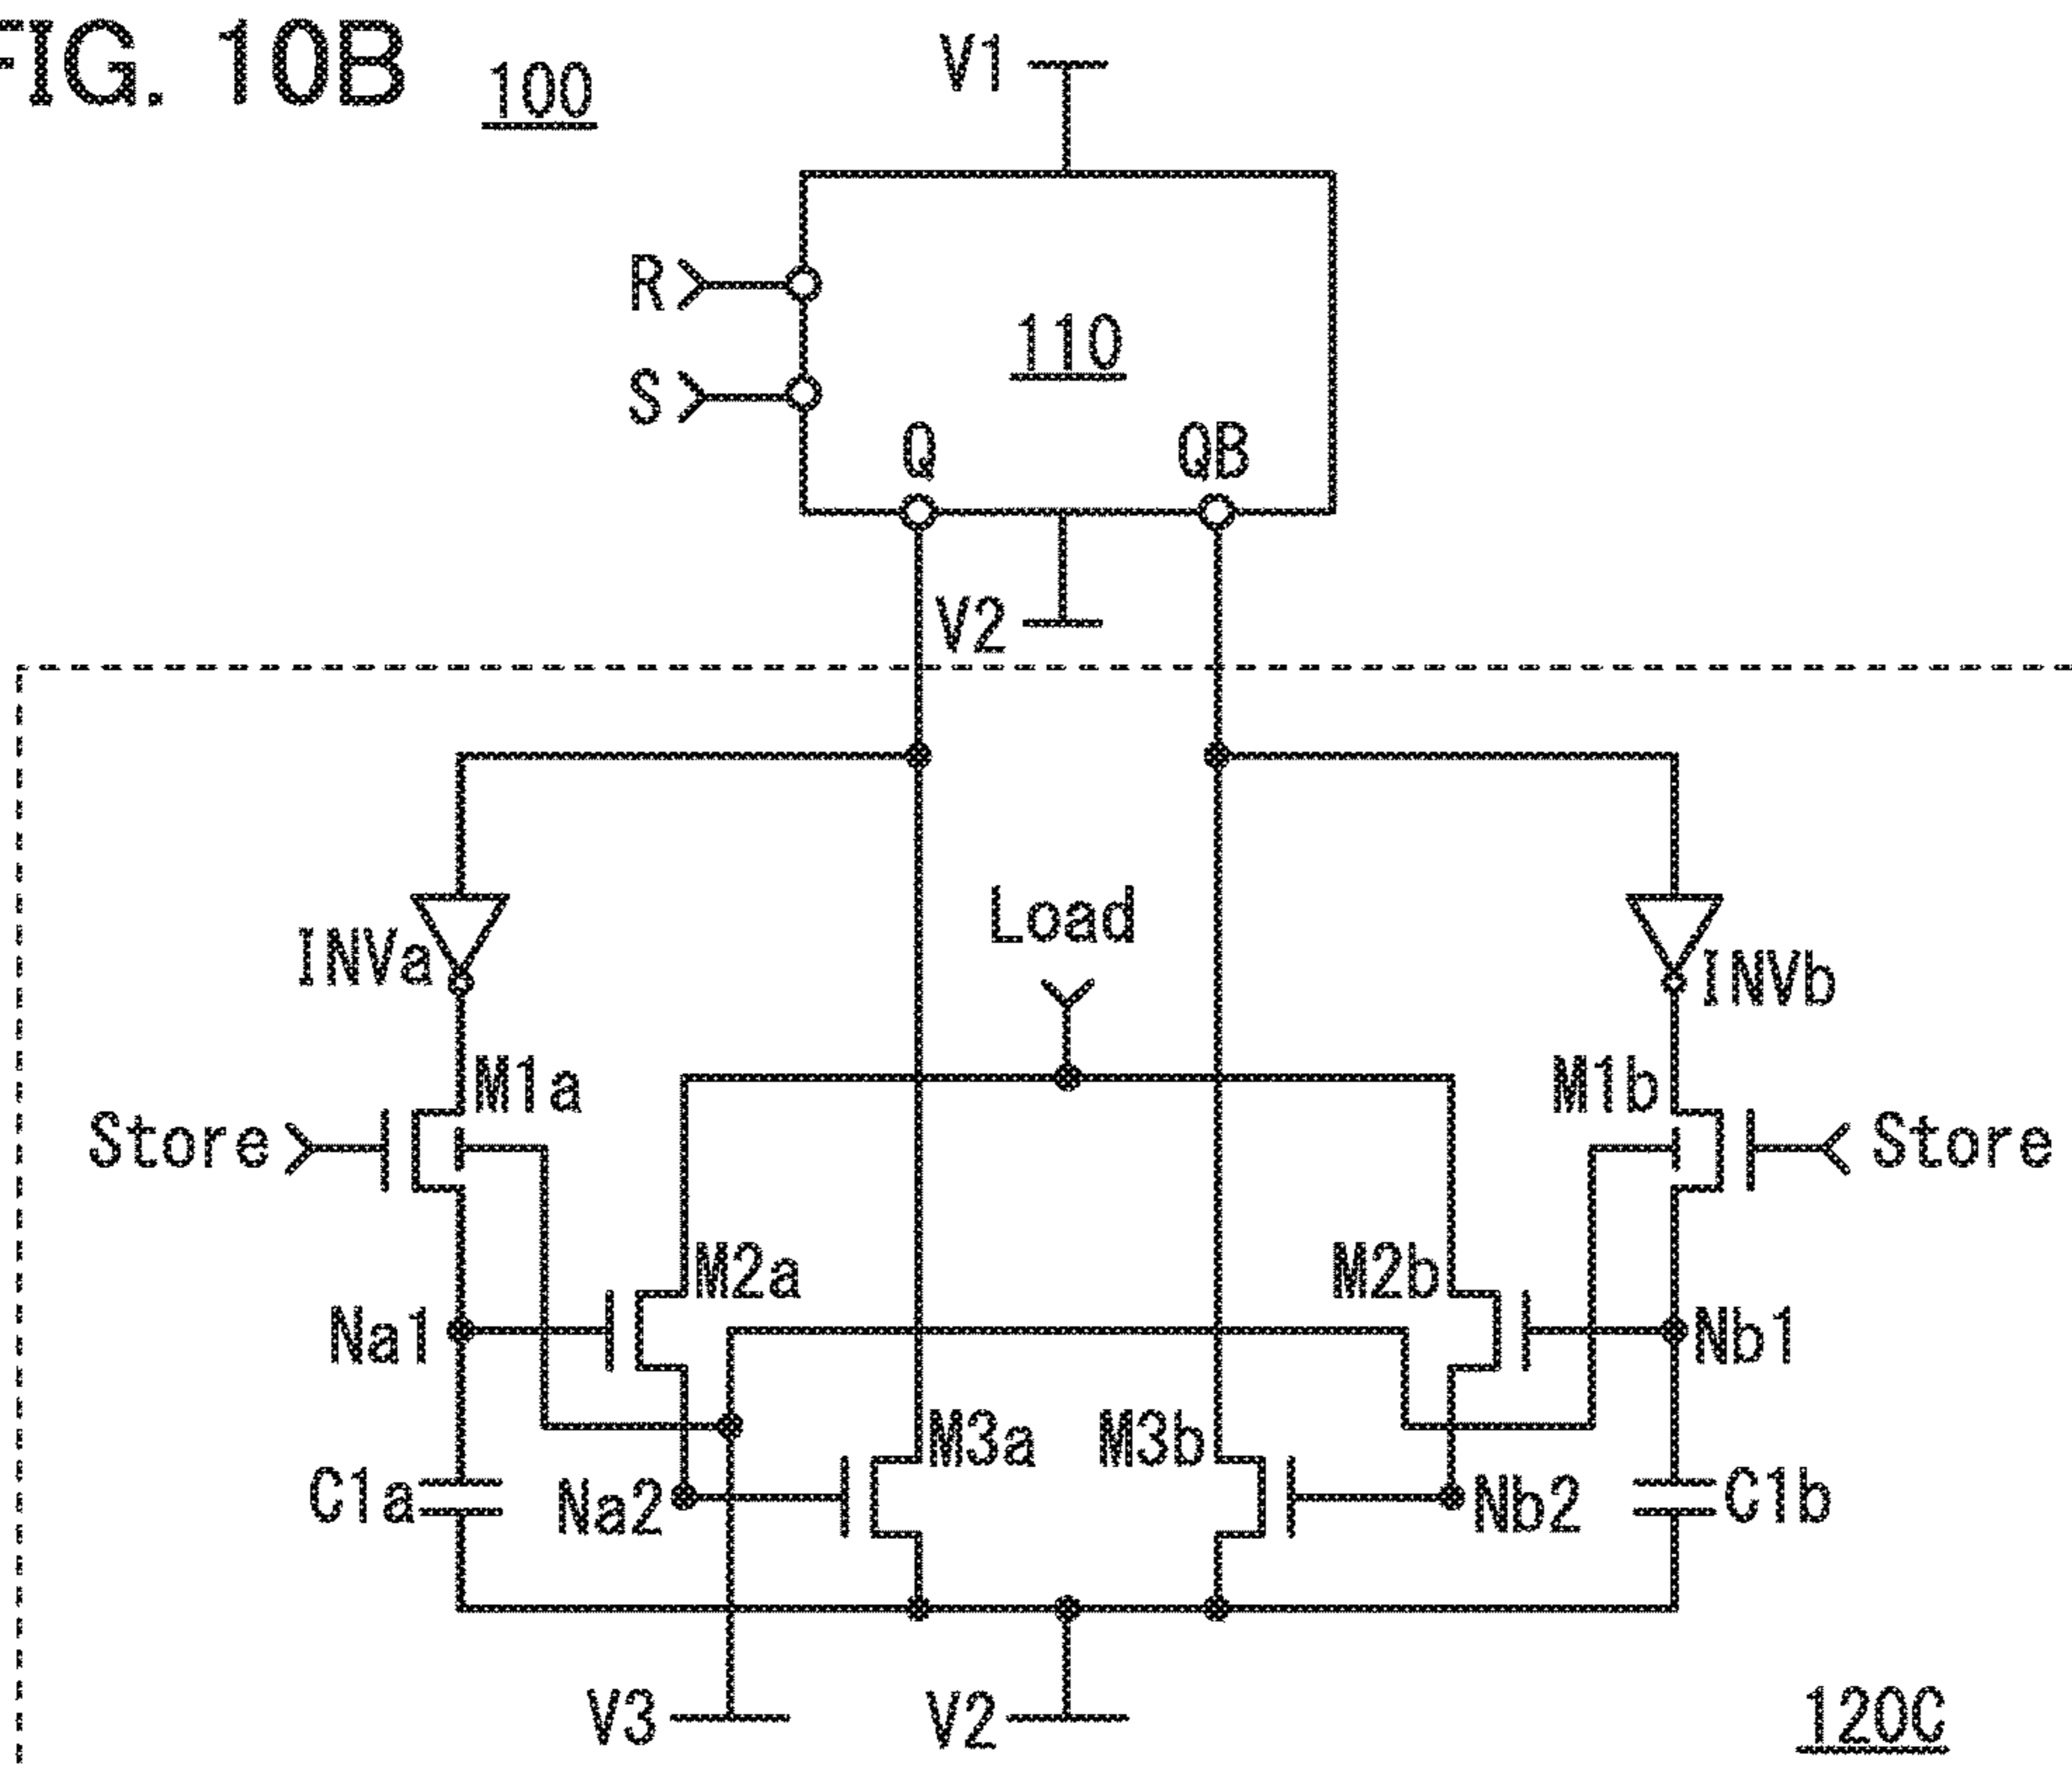 FIG. 10B
100
V1
R
110
S
Q
QB
V2
Load
INVa
INVb
M1a
M1b
Store
Store
M2a
M2b
Na1
Nb1
M3a
M3b
C1a
Na2
Nb2
C1b
V3
V2
120C